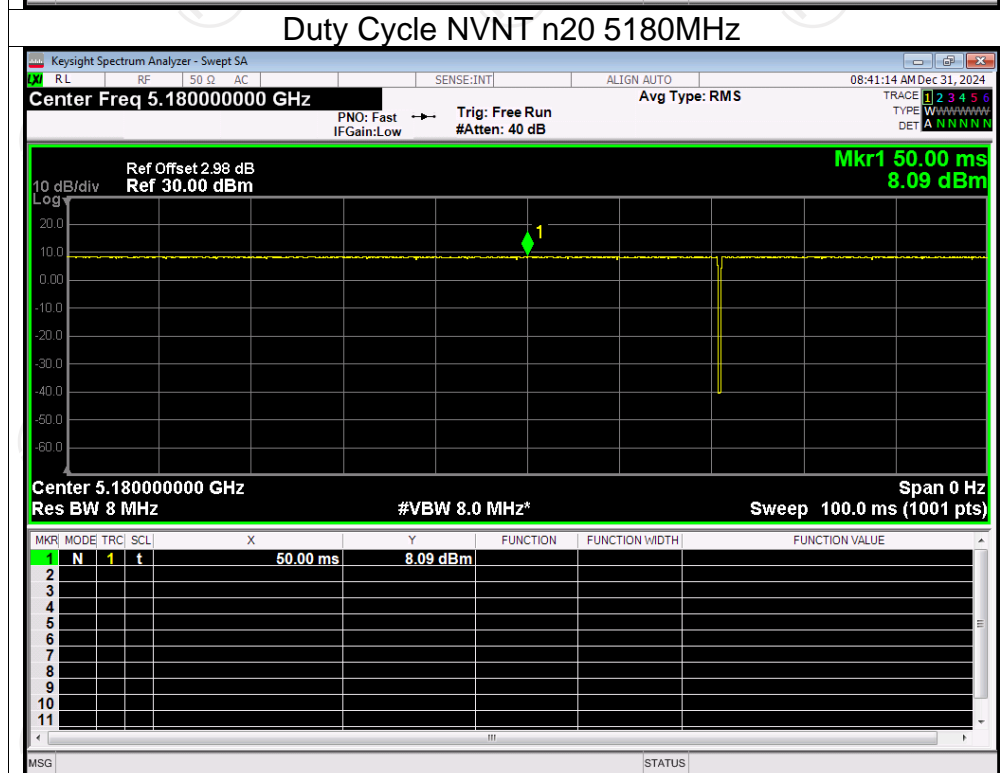 Duty Cycle NVNT n20 5180MHz
Keysight Spectrum Analyzer - Swept SA
LXI RL RF 50 Ω AC SENSE:INT ALIGN AUTO 08:41:14 AM Dec 31, 2024
Center Freq 5.180000000 GHz Avg Type: RMS TRACE 1 2 3 4 5 6
PNO: Fast Trig: Free Run TYPE WWWWWW
IFGain:Low #Atten: 40 dB DET A N N N N N
Mkr1 50.00 ms
Ref Offset 2.98 dB 8.09 dBm
10 dB/div Ref 30.00 dBm
Log
20.0
1
10.0
0.00
-10.0
-20.0
-30.0
-40.0
-50.0
-60.0
Center 5.180000000 GHz Span 0 Hz
Res BW 8 MHz #VBW 8.0 MHz* Sweep 100.0 ms (1001 pts)
MKR MODE TRC SCL X Y FUNCTION FUNCTION WIDTH FUNCTION VALUE
1 N 1 t 50.00 ms 8.09 dBm
2
3
4
5
6
7
8
9
10
11
MSG STATUS